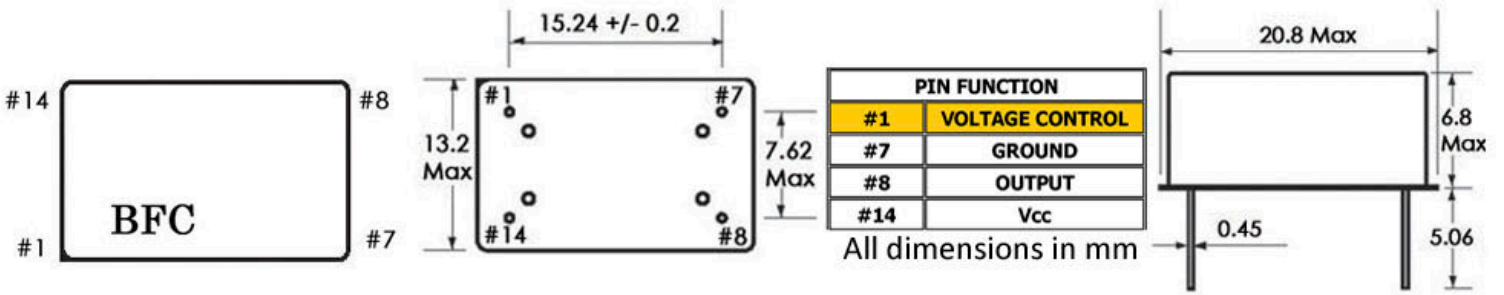 #14
#8
BFC
#1
#7
15.24 +/- 0.2
#1
#7
13.2
Max
7.62
Max
#14
#8
PIN FUNCTION
#1 VOLTAGE CONTROL
#7 GROUND
#8 OUTPUT
#14 Vcc
All dimensions in mm
20.8 Max
6.8
Max
0.45
5.06